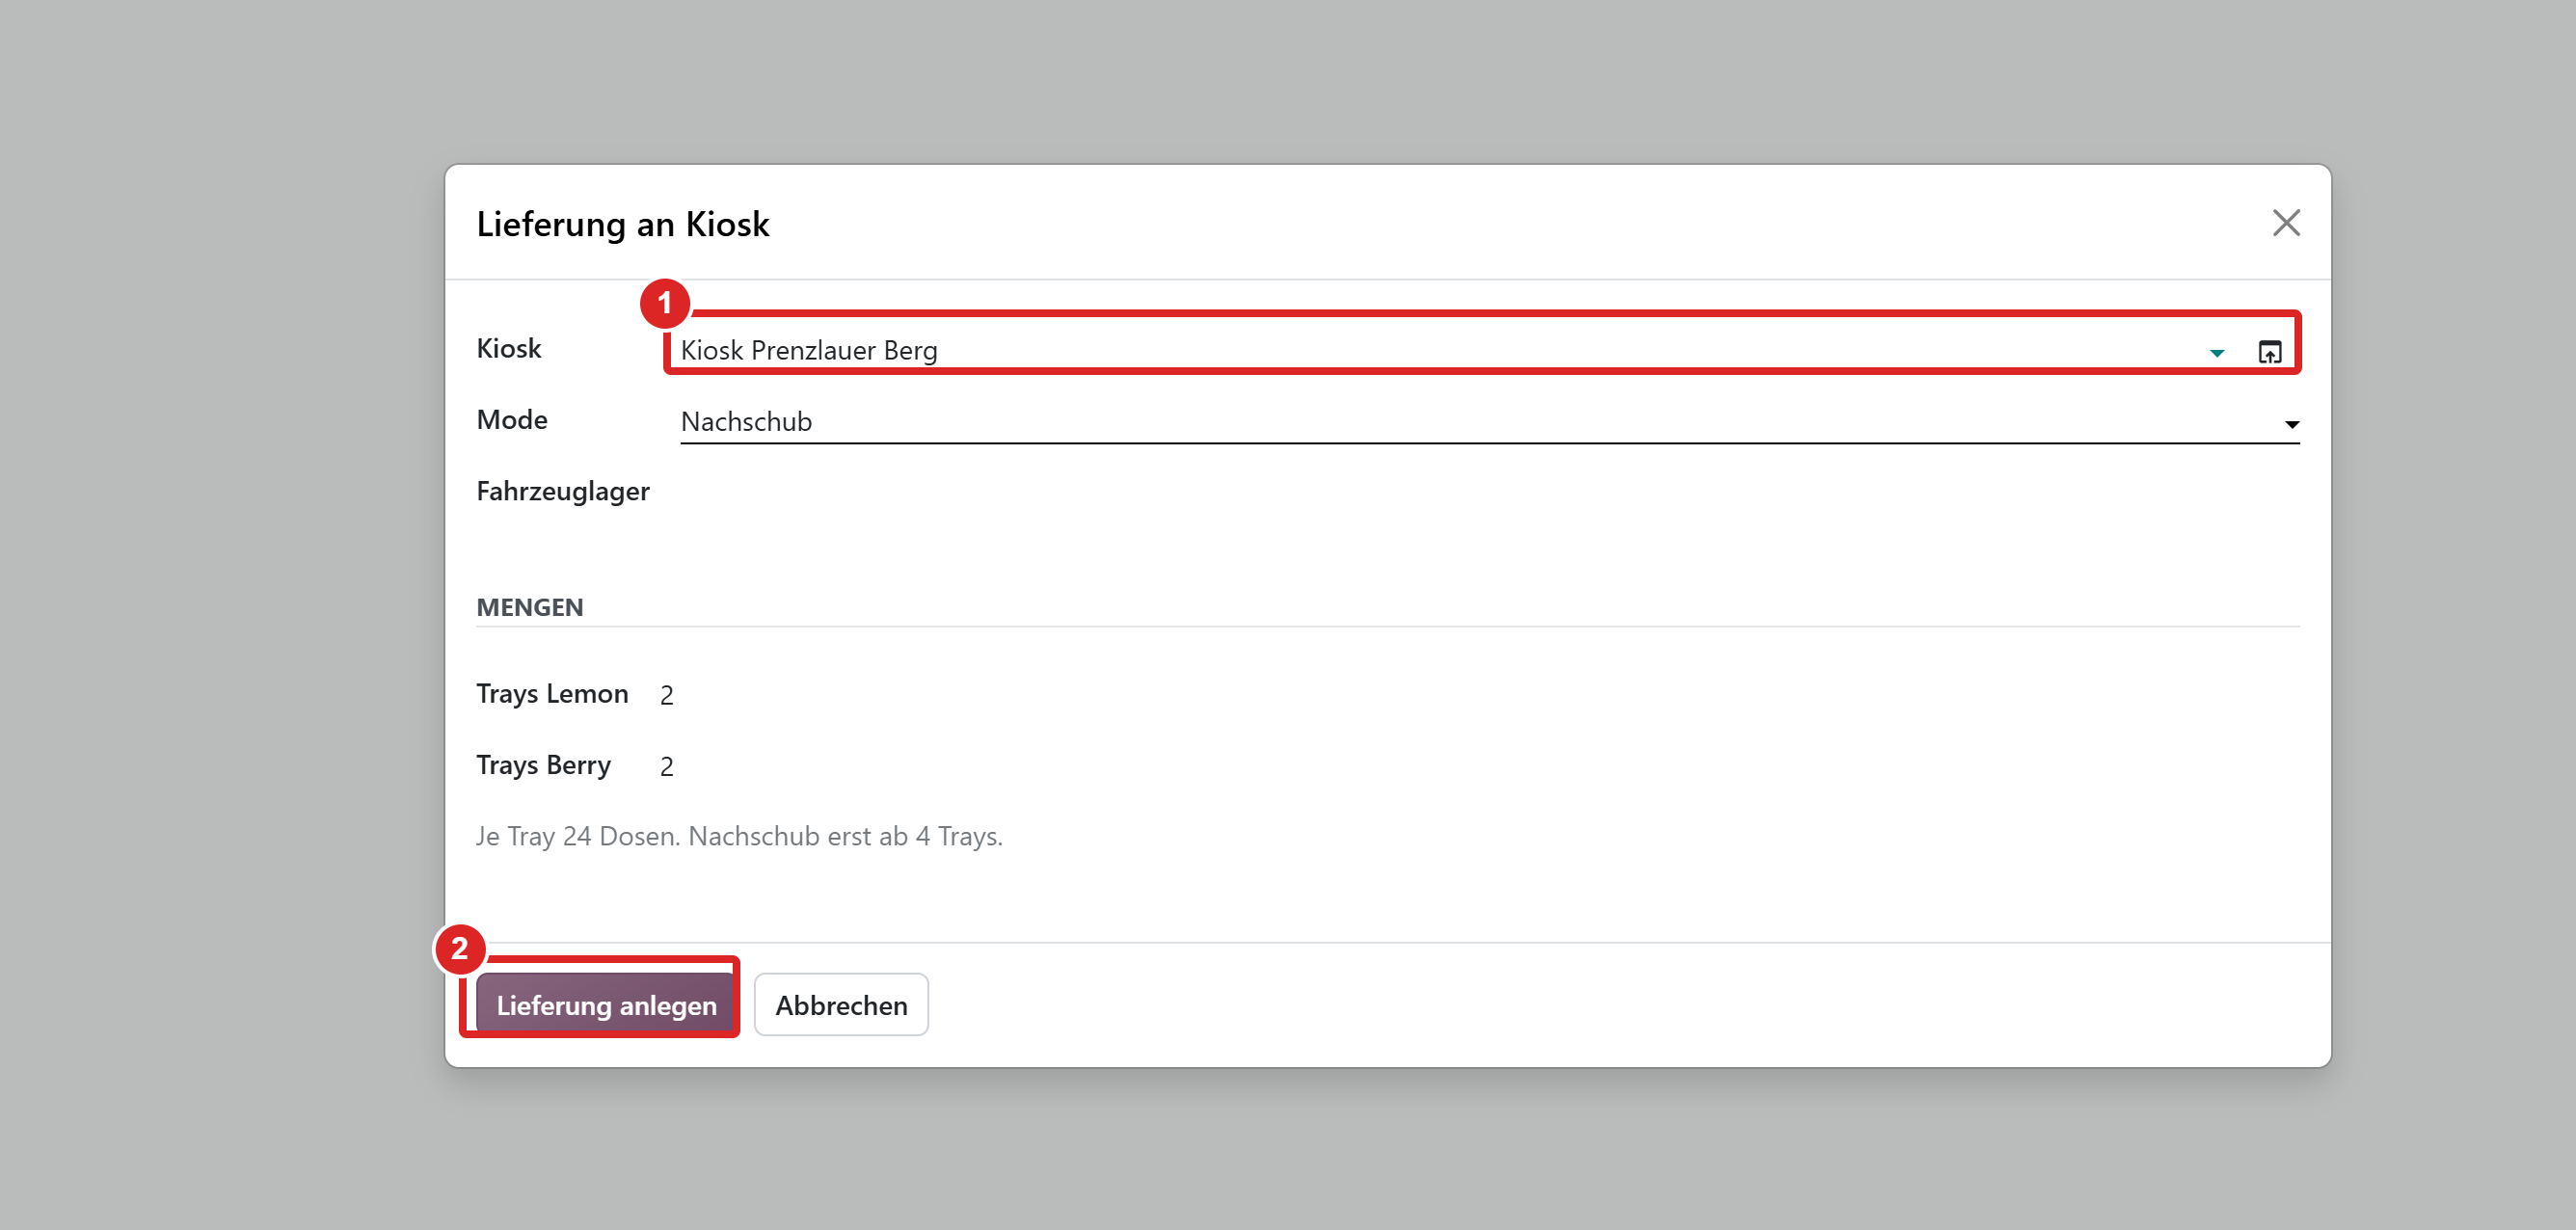 Lieferung an Kiosk
1
Kiosk Kiosk Prenzlauer Berg
Mode Nachschub
Fahrzeuglager
MENGEN
Trays Lemon 2
Trays Berry 2
Je Tray 24 Dosen. Nachschub erst ab 4 Trays.
2
Lieferung anlegen Abbrechen